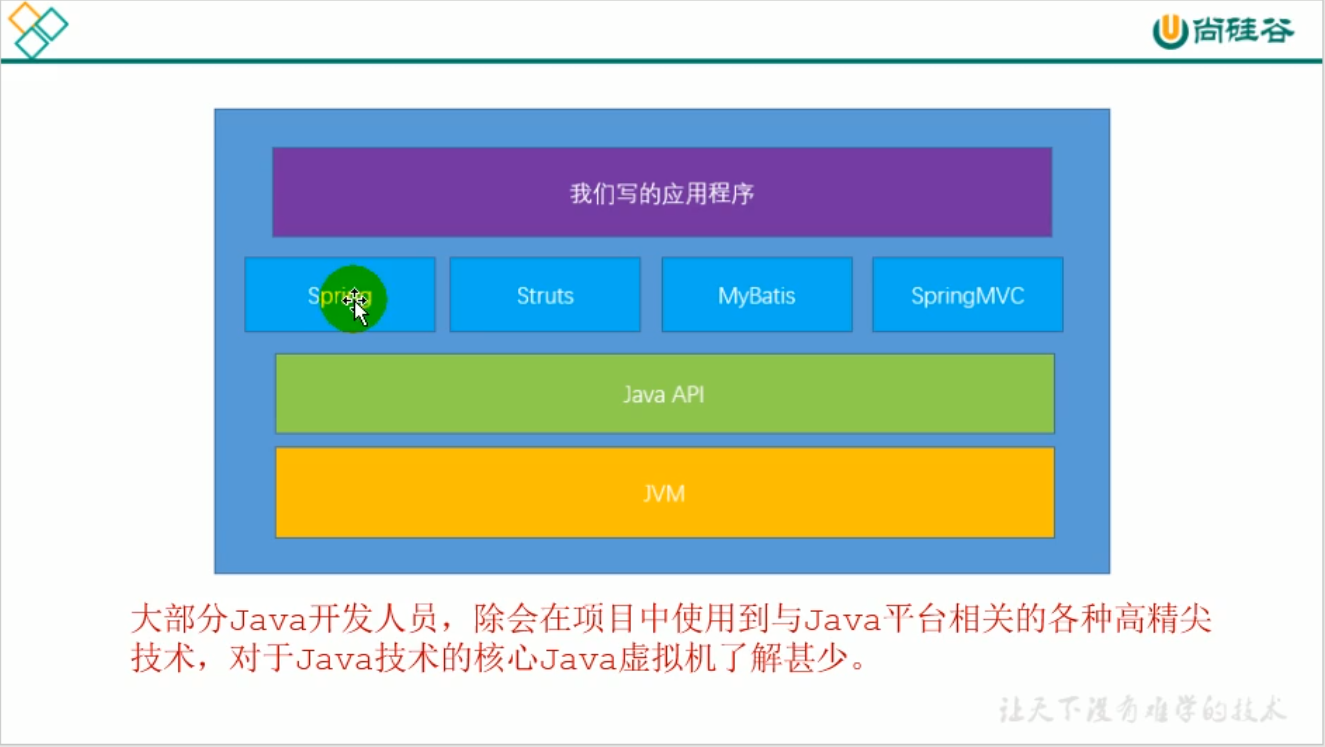 尚硅谷
我们写的应用程序
Spring
Struts
MyBatis
SpringMVC
Java API
JVM
大部分Java开发人员，除会在项目中使用到与Java平台相关的各种高精尖
技术，对于Java技术的核心Java虚拟机了解甚少。
让天下没有难学的技术